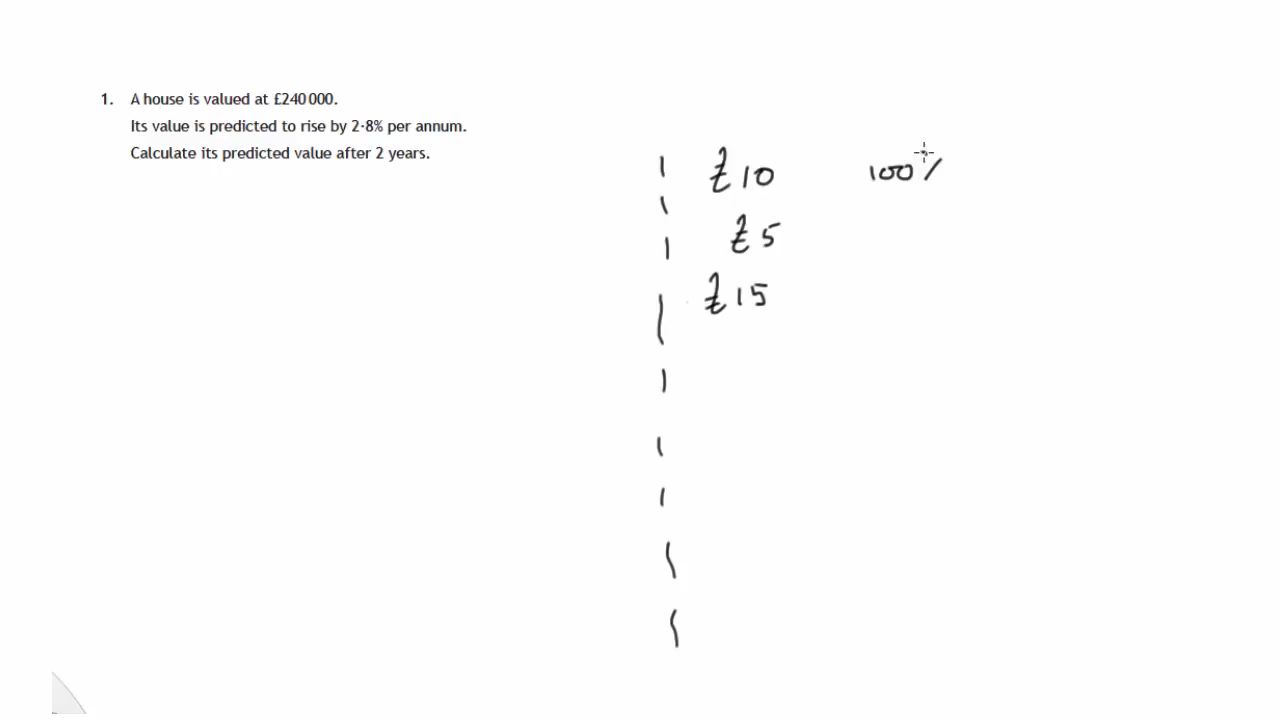 1. A house is valued at £240 000.
Its value is predicted to rise by 2·8% per annum.
Calculate its predicted value after 2 years.
£10 100%
£5
£15